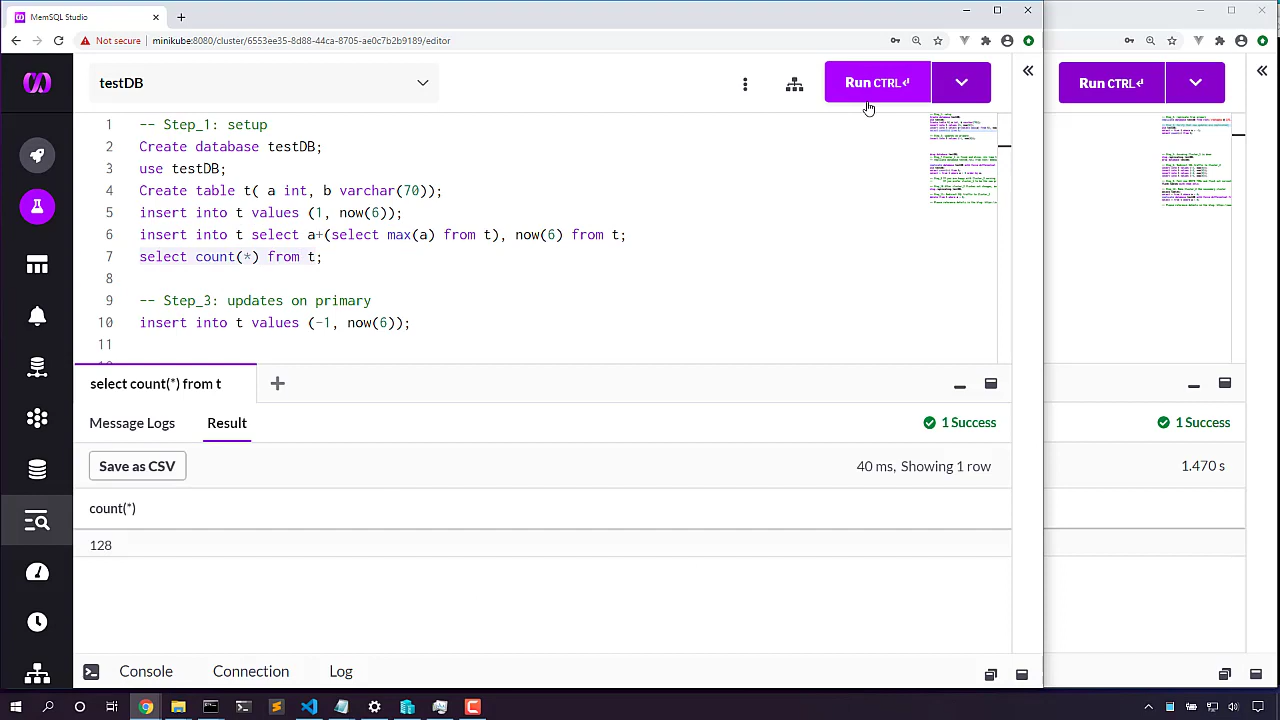 MemSQL Studio
Not secure | minikube:8080/cluster/6553ee35-8d88-44ca-8705-ae0c7b2b9189/editor
testDB
Run CTRL↵
Run CTRL↵
1 -- Step_1: setup
2 Create database testDB;
3 use testDB;
4 Create table t(a int, b varchar(70));
5 insert into t values (1, now(6));
6 insert into t select a+(select max(a) from t), now(6) from t;
7 select count(*) from t;
8
9 -- Step_3: updates on primary
10 insert into t values (-1, now(6));
11
select count(*) from t
Message Logs Result
1 Success
1 Success
Save as CSV
40 ms, Showing 1 row
1.470 s
count(*)
128
Console Connection Log